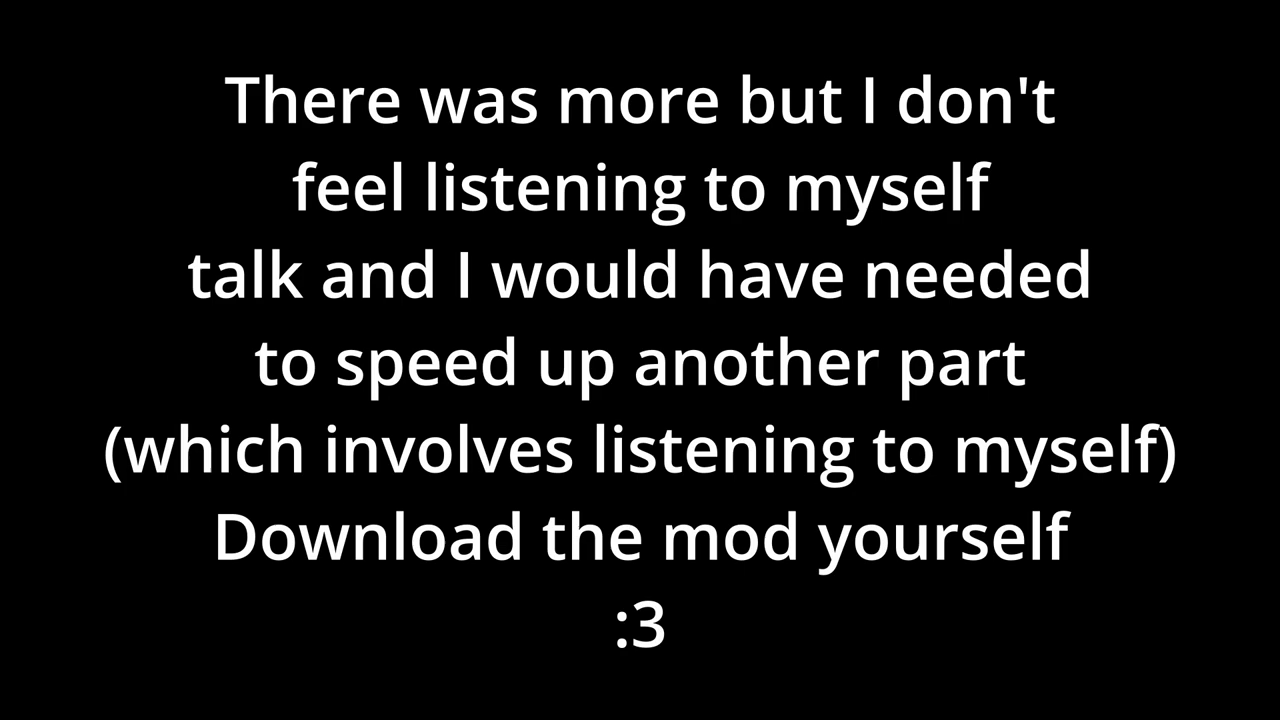 There was more but I don't
feel listening to myself
talk and I would have needed
to speed up another part
(which involves listening to myself)
Download the mod yourself
:3